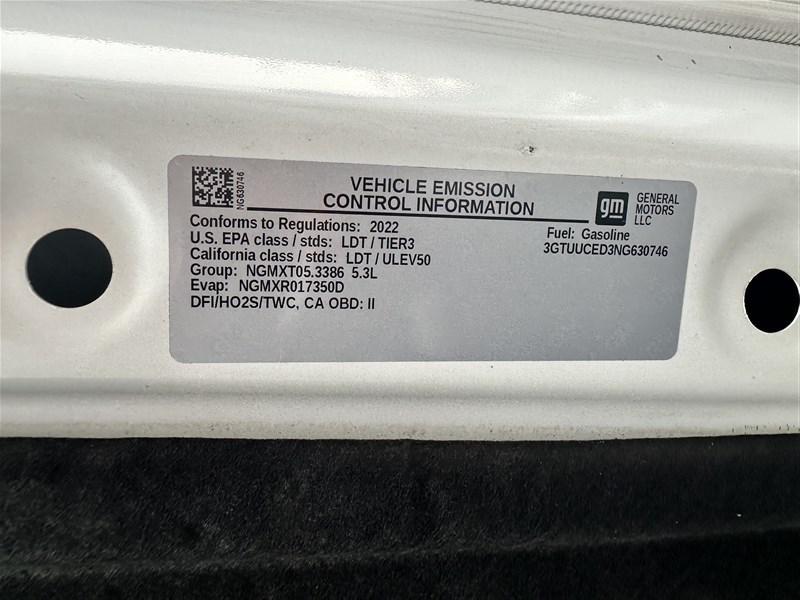 NG630746
VEHICLE EMISSION
CONTROL INFORMATION
gm
GENERAL
MOTORS
LLC
Conforms to Regulations: 2022
U.S. EPA class / stds: LDT / TIER3
California class / stds: LDT / ULEV50
Group: NGMXT05.3386 5.3L
Evap: NGMXR017350D
DFI/HO2S/TWC, CA OBD: II
Fuel: Gasoline
3GTUUCED3NG630746